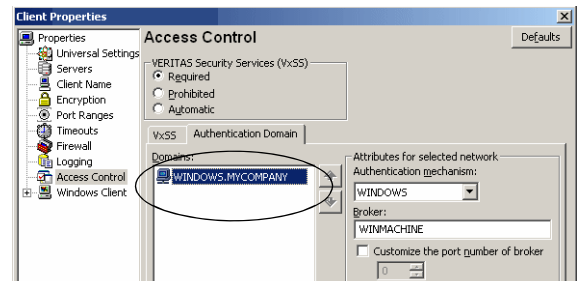 Client Properties
Properties
Universal Settings
Servers
Client Name
Encryption
Port Ranges
Timeouts
Firewall
Logging
Access Control
Windows Client
Access Control
Defaults
VERITAS Security Services (VxSS)
Required
Prohibited
Automatic
VxSS Authentication Domain
Domains:
WINDOWS.MYCOMPANY
Attributes for selected network
Authentication mechanism:
WINDOWS
Broker:
WINMACHINE
Customize the port number of broker
0